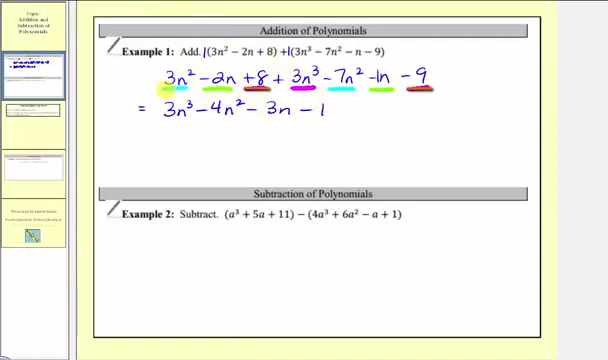 Topic:
Addition and
Subtraction of
Polynomials
Addition of Polynomials
Example 1: Add. 1(3n² − 2n + 8) + 1(3n³ − 7n² − n − 9)
3n² − 2n + 8 + 3n³ − 7n² − 1n − 9
= 3n³ − 4n² − 3n − 1
Subtraction of Polynomials
Example 2: Subtract. (a³ + 5a + 11) − (4a³ + 6a² − a + 1)